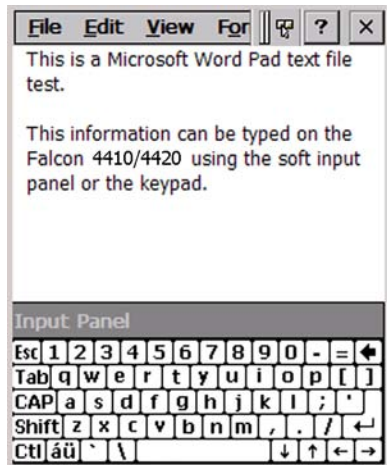 File Edit View For ? ×
This is a Microsoft Word Pad text file
test.
This information can be typed on the
Falcon 4410/4420 using the soft input
panel or the keypad.
Input Panel
Esc 1 2 3 4 5 6 7 8 9 0 - = ←
Tab q w e r t y u i o p [ ]
CAP a s d f g h j k l ; '
Shift z x c v b n m , . / ↵
Ctl áü ` \ ↓ ↑ ← →